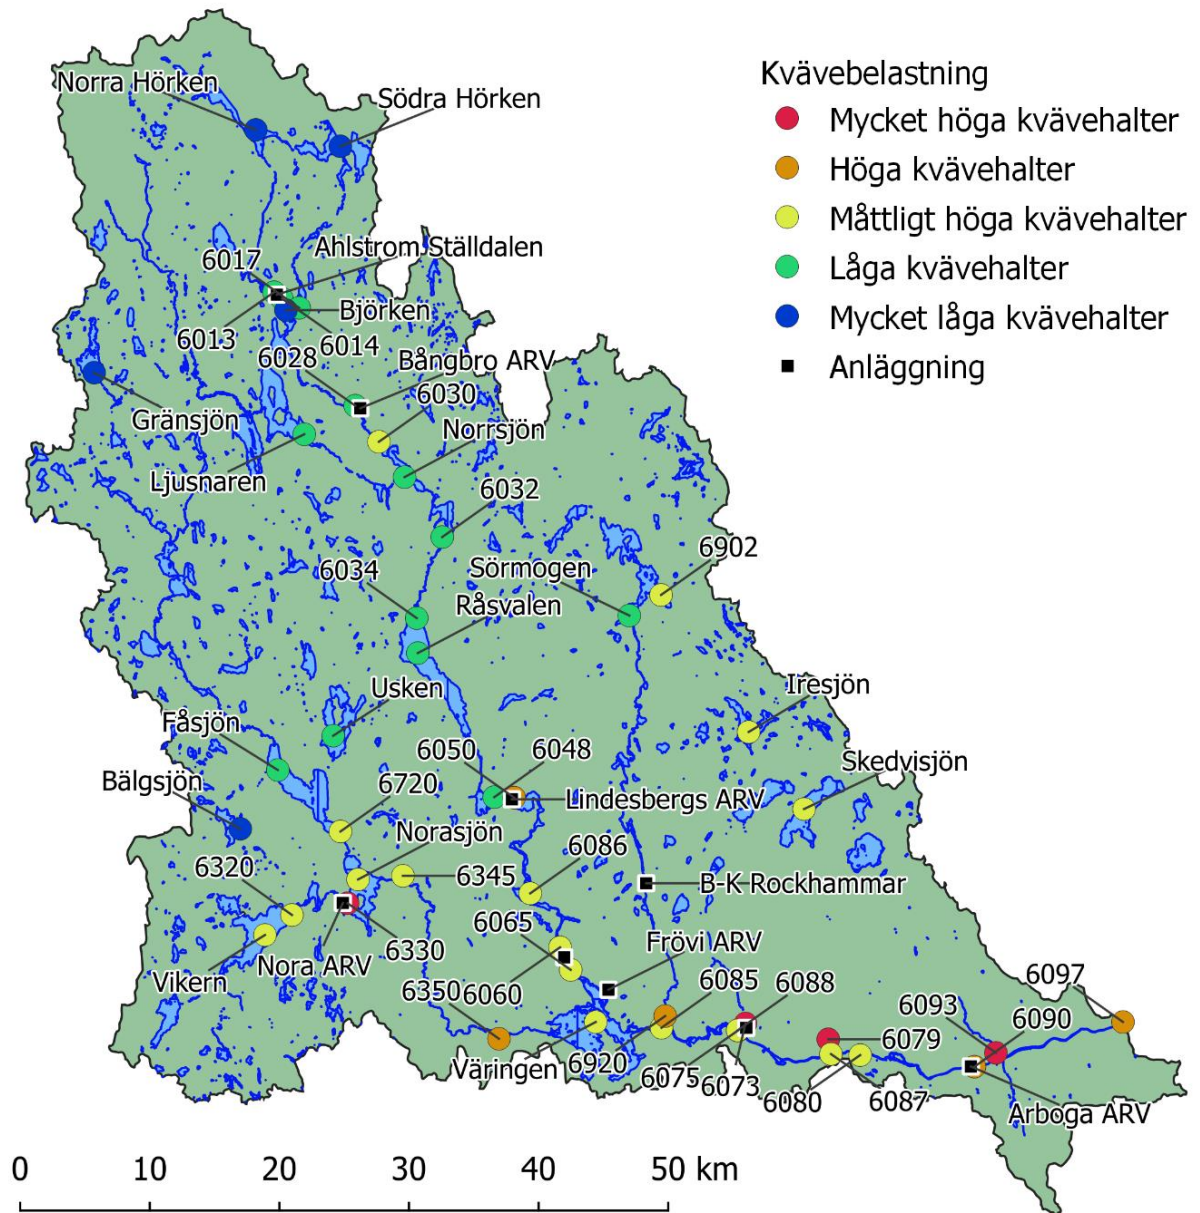 Norra Hörken
Södra Hörken
Kvävebelastning
Mycket höga kvävehalter
Höga kvävehalter
Måttligt höga kvävehalter
Låga kvävehalter
Mycket låga kvävehalter
Anläggning
6017
Ahlstrom Ställdalen
6013
Björken
6014
6028
Bångbro ARV
6030
Gränsjön
Norrsjön
Ljusnaren
6032
6902
6034
Sörmogen
Råsvalen
Usken
Iresjön
Fåsjön
6050
6048
Skedvisjön
Bälgsjön
6720
Lindesbergs ARV
Norasjön
6086
6320
6345
B-K Rockhammar
6065
Frövi ARV
6330
Nora ARV
Vikern
6350
6060
6085
6088
6097
6093
6090
6079
Väringen
6920
6075
6073
6080
6087
Arboga ARV
0
10
20
30
40
50 km